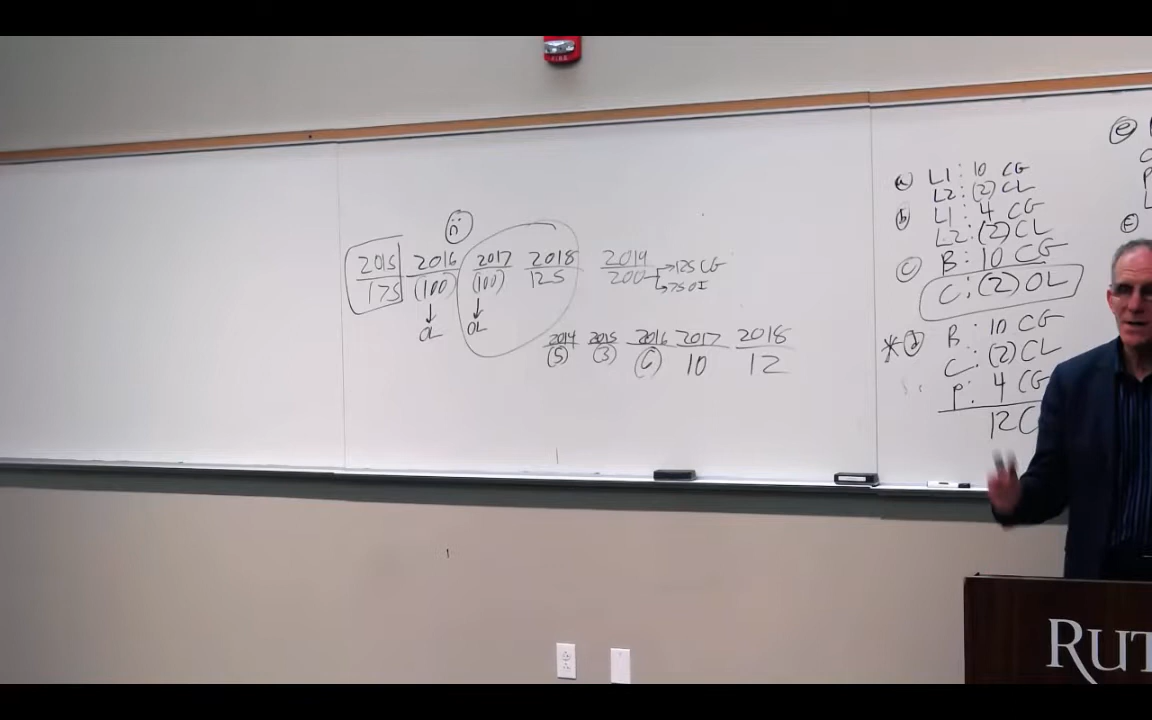 2015 2016 2017 2018 2019
175 (100) (100) 125 200 → 125 CG
↓ ↓ ↳ 75 OI
OL OL
2014 2015 2016 2017 2018
(5) (3) (6) 10 12
(a) L1: 10 CG
L2: (2) CL
(b) L1: 4 CG
L2: (2) CL
(c) B: 10 CG
C: (2) OL
* (d) B: 10 CG
C: (2) CL
P: 4 CG
12 C
(e)
FIRE
RUT